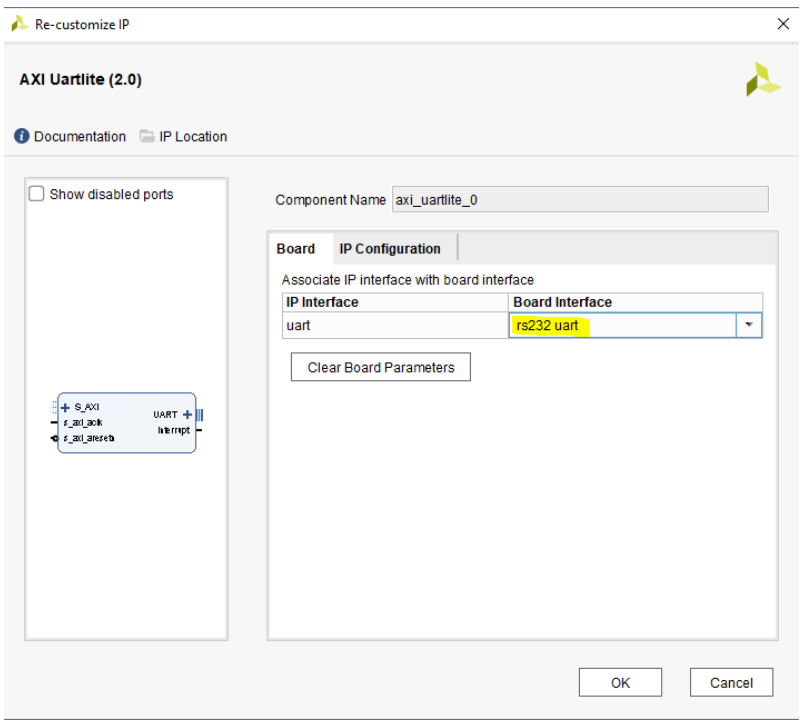 Re-customize IP
AXI Uartlite (2.0)
Documentation IP Location
Show disabled ports
Component Name axi_uartlite_0
Board IP Configuration
Associate IP interface with board interface
IP Interface Board Interface
uart rs232 uart
Clear Board Parameters
S_AXI
s_axi_aclk
s_axi_aresetn
UART
interrupt
OK Cancel